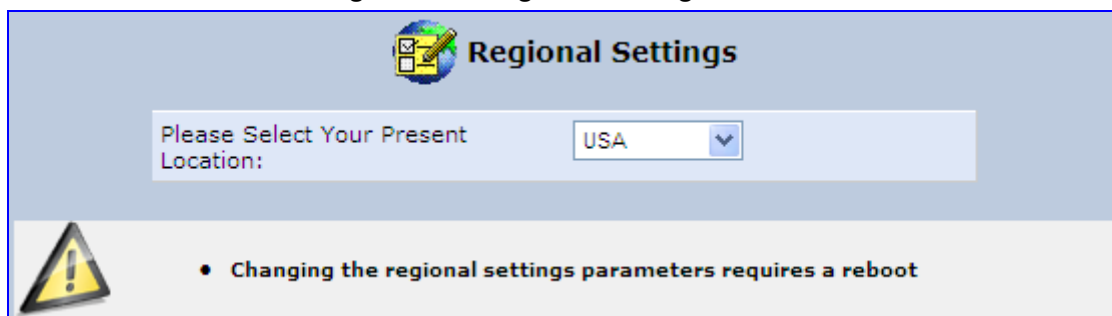 Regional Settings
Please Select Your Present
Location:
USA
• Changing the regional settings parameters requires a reboot